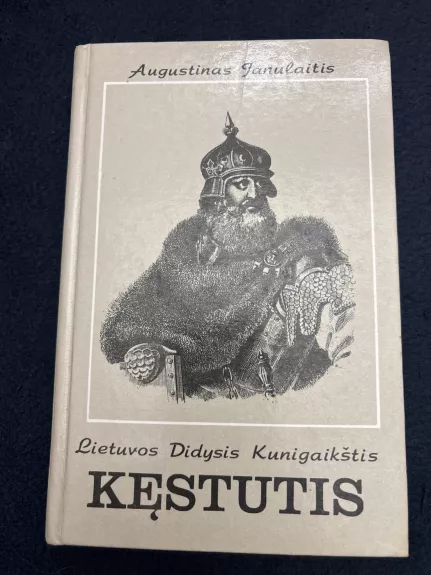 Augustinas Janulaitis
Lietuvos Didysis Kunigaikštis
KĘSTUTIS